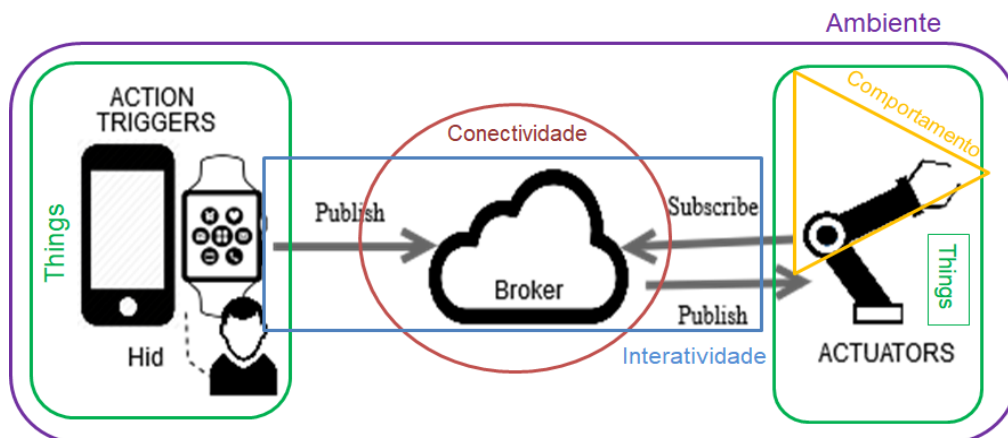 Ambiente
ACTION
TRIGGERS
Things
Hid
Conectividade
Publish
Broker
Subscribe
Publish
Interatividade
Comportamento
Things
ACTUATORS